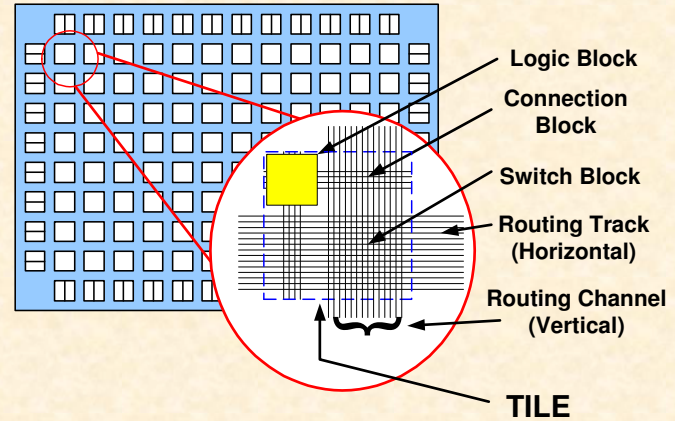 Logic Block
Connection
Block
Switch Block
Routing Track
(Horizontal)
Routing Channel
(Vertical)
TILE